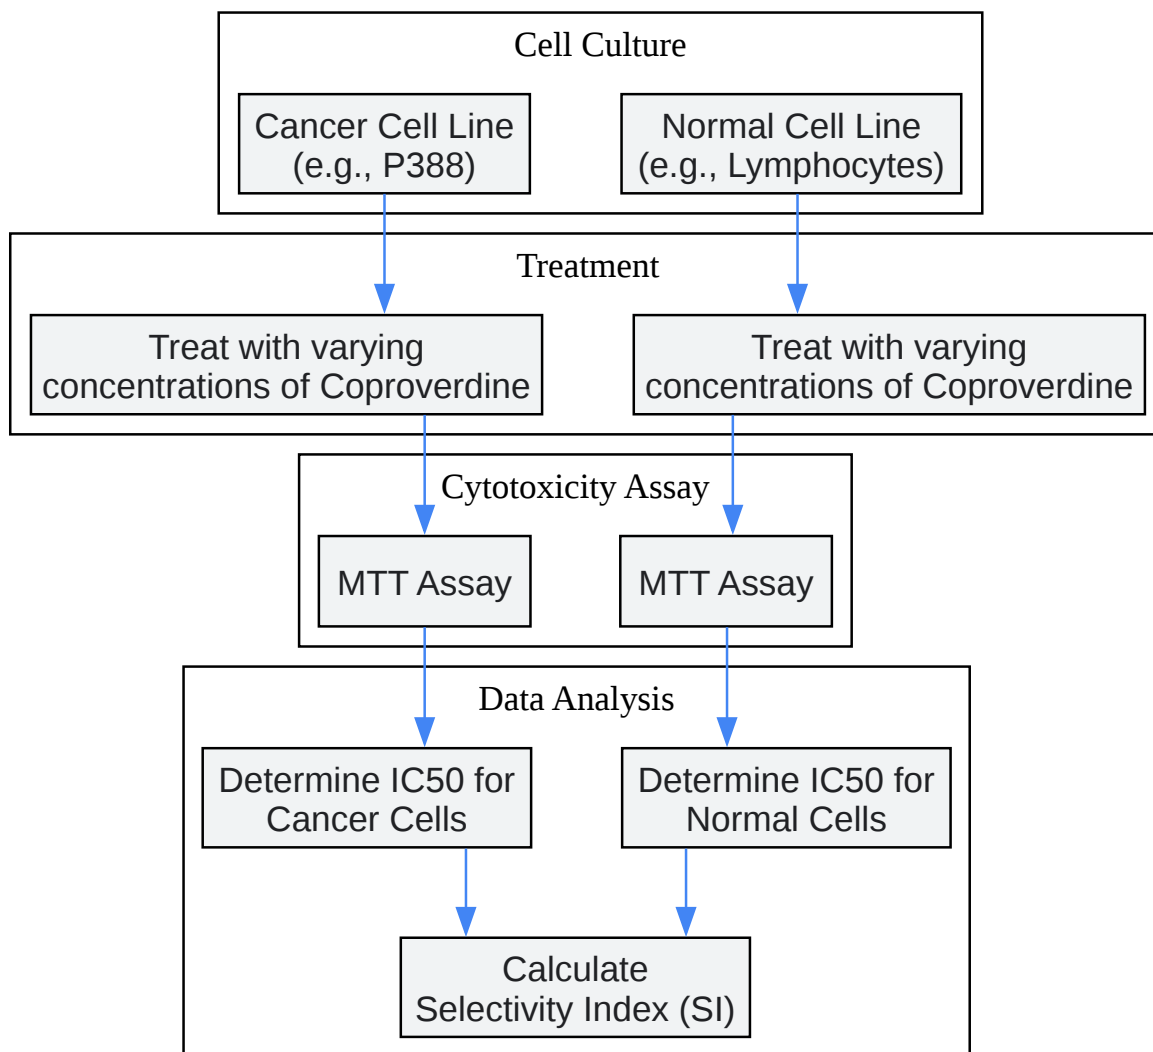 Cell Culture
Cancer Cell Line
(e.g., P388)
Normal Cell Line
(e.g., Lymphocytes)
Treatment
Treat with varying
concentrations of Coproverdine
Treat with varying
concentrations of Coproverdine
Cytotoxicity Assay
MTT Assay
MTT Assay
Data Analysis
Determine IC50 for
Cancer Cells
Determine IC50 for
Normal Cells
Calculate
Selectivity Index (SI)